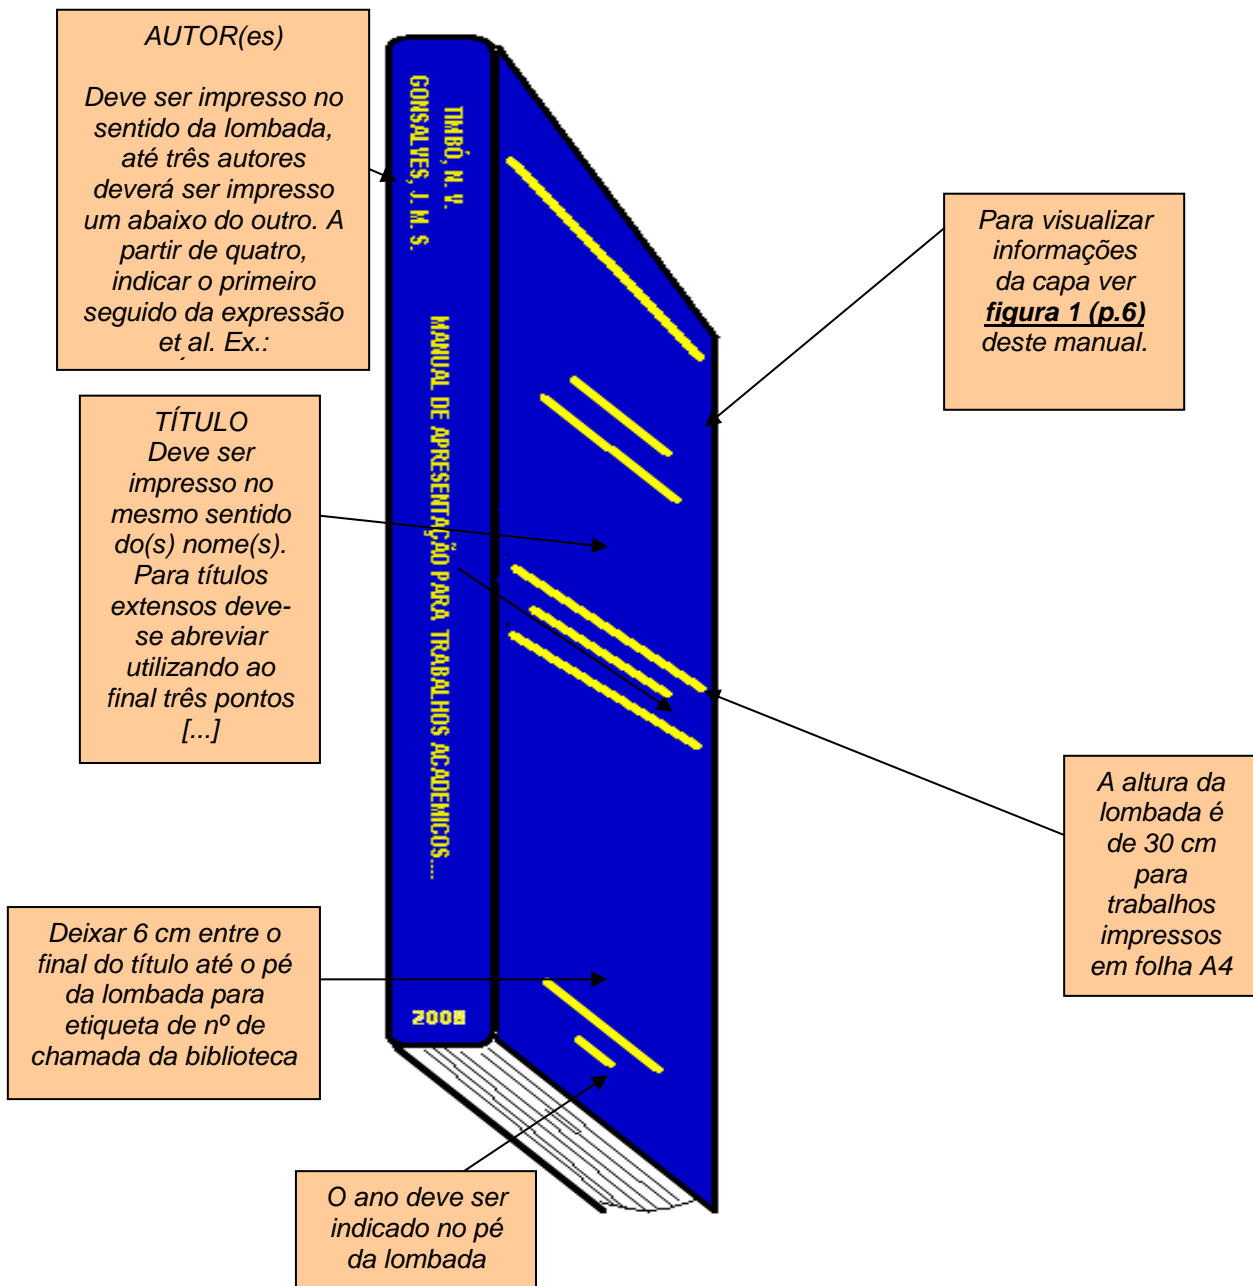 AUTOR(es)
Deve ser impresso no
sentido da lombada,
até três autores
deverá ser impresso
um abaixo do outro. A
partir de quatro,
indicar o primeiro
seguido da expressão
et al. Ex.:
TIMBÓ, N. V.
GONSALVES, J. M. S.
MANUAL DE APRESENTAÇÃO PARA TRABALHOS ACADEMICOS....
2008
Para visualizar
informações
da capa ver
figura 1 (p.6)
deste manual.
TÍTULO
Deve ser
impresso no
mesmo sentido
do(s) nome(s).
Para títulos
extensos deve-
se abreviar
utilizando ao
final três pontos
[...]
A altura da
lombada é
de 30 cm
para
trabalhos
impressos
em folha A4
Deixar 6 cm entre o
final do título até o pé
da lombada para
etiqueta de nº de
chamada da biblioteca
O ano deve ser
indicado no pé
da lombada